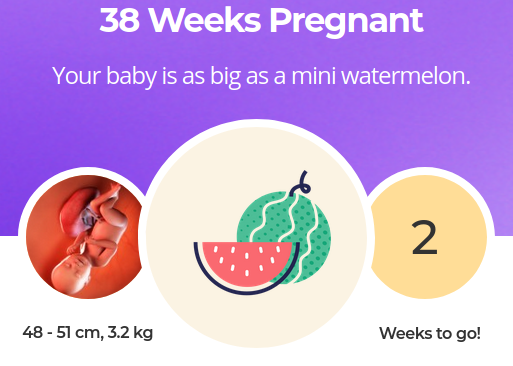 38 Weeks Pregnant
Your baby is as big as a mini watermelon.
2
48 - 51 cm, 3.2 kg
Weeks to go!